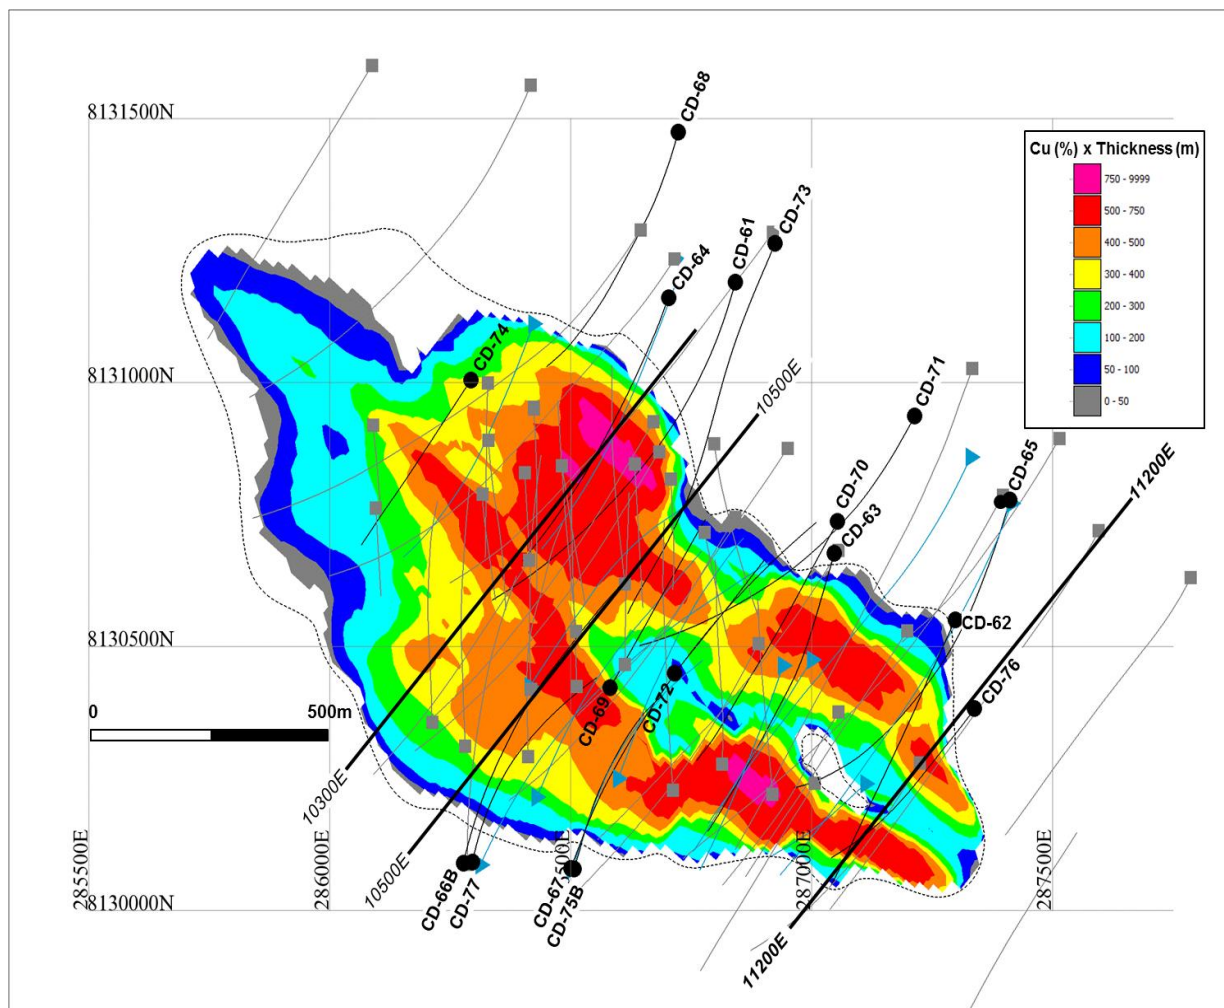 8131500N
CD-68
Cu (%) x Thickness (m)
750 - 9999
500 - 750
400 - 500
300 - 400
200 - 300
100 - 200
50 - 100
0 - 50
CD-73
CD-61
CD-64
CD-74
8131000N
10500E
CD-71
CD-65
11200E
CD-70
CD-63
8130500N
CD-62
CD-76
CD-69
CD-72
0
500m
10300E
10500E
285500E
286000E
287000E
287500E
8130000N
CD-66B
CD-77
CD-67
CD-75B
11200E